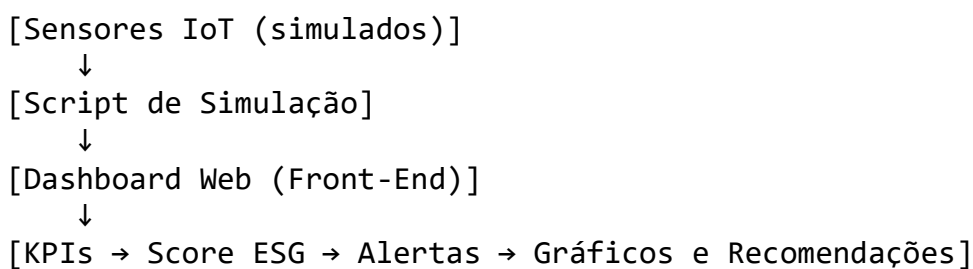 [Sensores IoT (simulados)]
↓
[Script de Simulação]
↓
[Dashboard Web (Front-End)]
↓
[KPIs → Score ESG → Alertas → Gráficos e Recomendações]